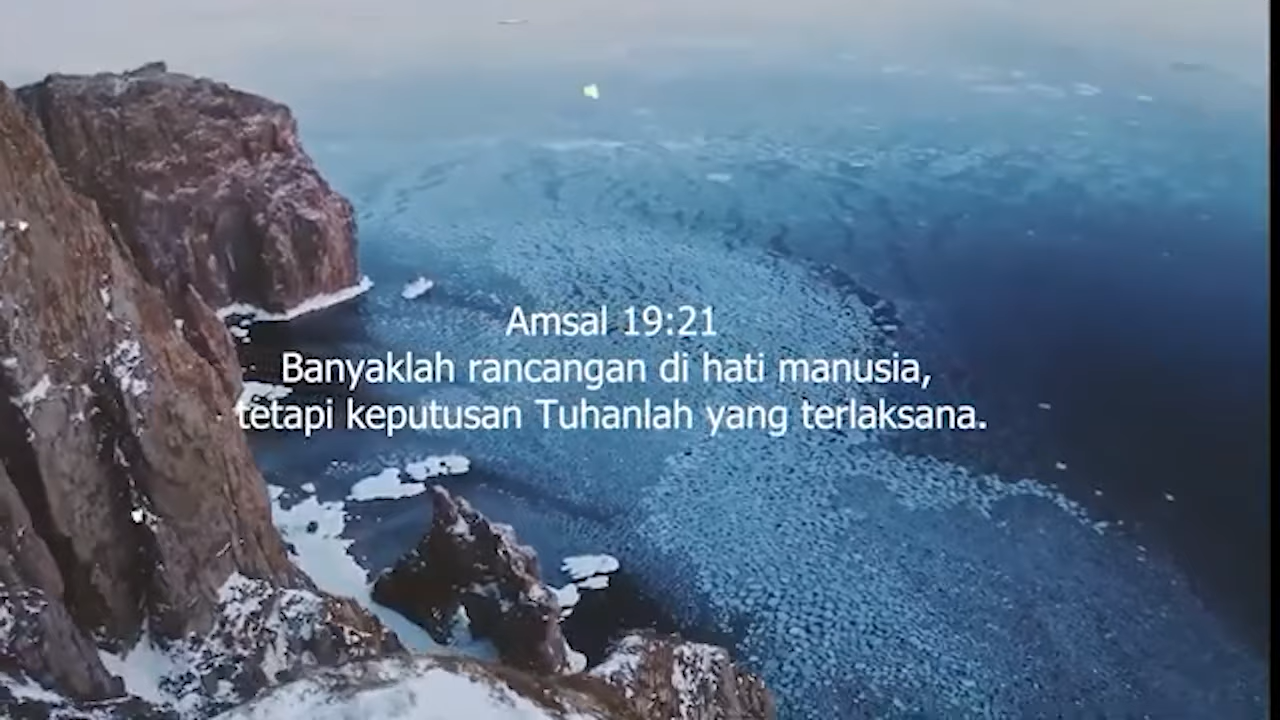 Amsal 19:21
Banyaklah rancangan di hati manusia,
tetapi keputusan Tuhanlah yang terlaksana.